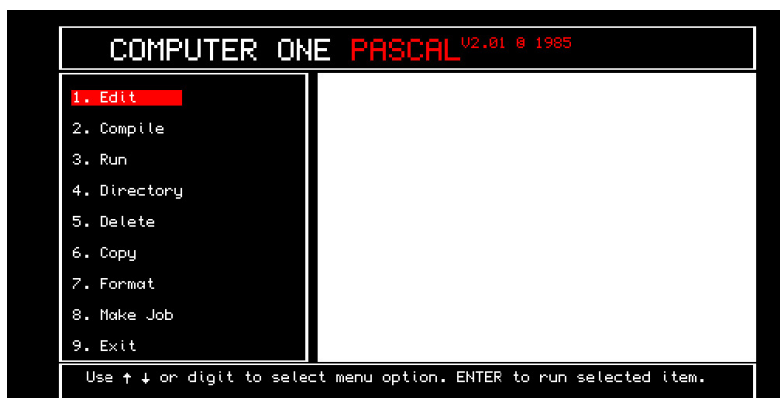 COMPUTER ONE PASCAL V2.01 @ 1985
1. Edit
2. Compile
3. Run
4. Directory
5. Delete
6. Copy
7. Format
8. Make Job
9. Exit
Use ↑ ↓ or digit to select menu option. ENTER to run selected item.